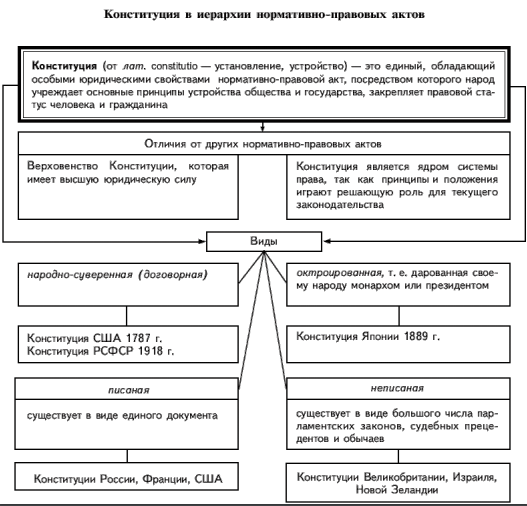 Конституция в иерархии нормативно-правовых актов
Конституция (от лат. constitutio — установление, устройство) — это единый, обладающий
особыми юридическими свойствами нормативно-правовой акт, посредством которого народ
учреждает основные принципы устройства общества и государства, закрепляет правовой ста-
тус человека и гражданина
Отличия от других нормативно-правовых актов
Верховенство Конституции, которая
имеет высшую юридическую силу
Конституция является ядром системы
права, так как принципы и положения
играют решающую роль для текущего
законодательства
Виды
народно-суверенная (договорная)
октроированная, т. е. дарованная свое-
му народу монархом или президентом
Конституция США 1787 г.
Конституция РСФСР 1918 г.
Конституция Японии 1889 г.
писаная
существует в виде единого документа
неписаная
существует в виде большого числа пар-
ламентских законов, судебных преце-
дентов и обычаев
Конституции России, Франции, США
Конституции Великобритании, Израиля,
Новой Зеландии